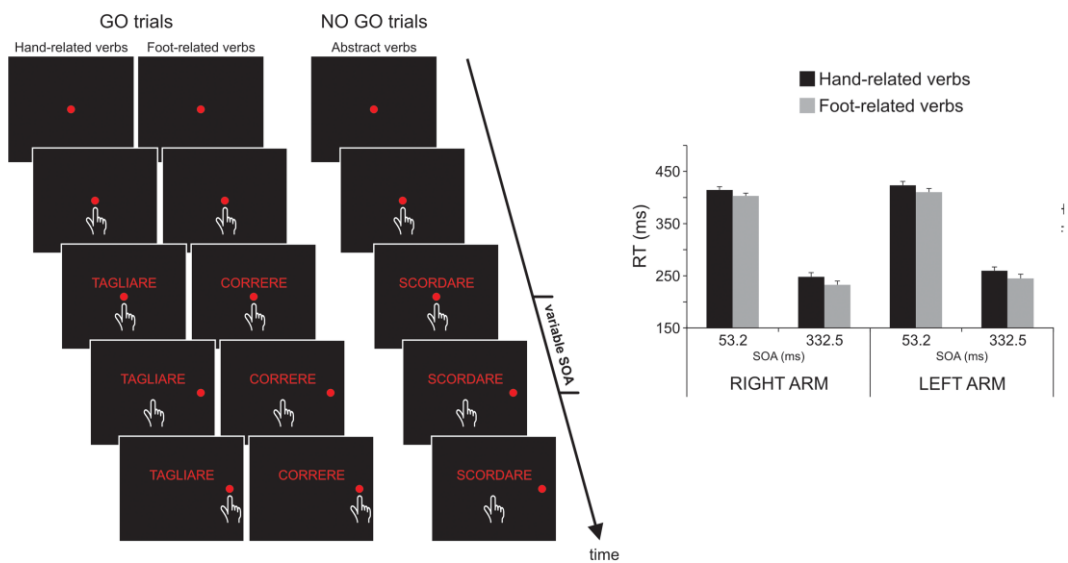 GO trials
NO GO trials
Hand-related verbs
Foot-related verbs
Abstract verbs
TAGLIARE
CORRERE
SCORDARE
TAGLIARE
CORRERE
SCORDARE
TAGLIARE
CORRERE
SCORDARE
variable SOA
time
Hand-related verbs
Foot-related verbs
RT (ms)
450
350
250
150
53.2
332.5
53.2
332.5
SOA (ms)
SOA (ms)
RIGHT ARM
LEFT ARM